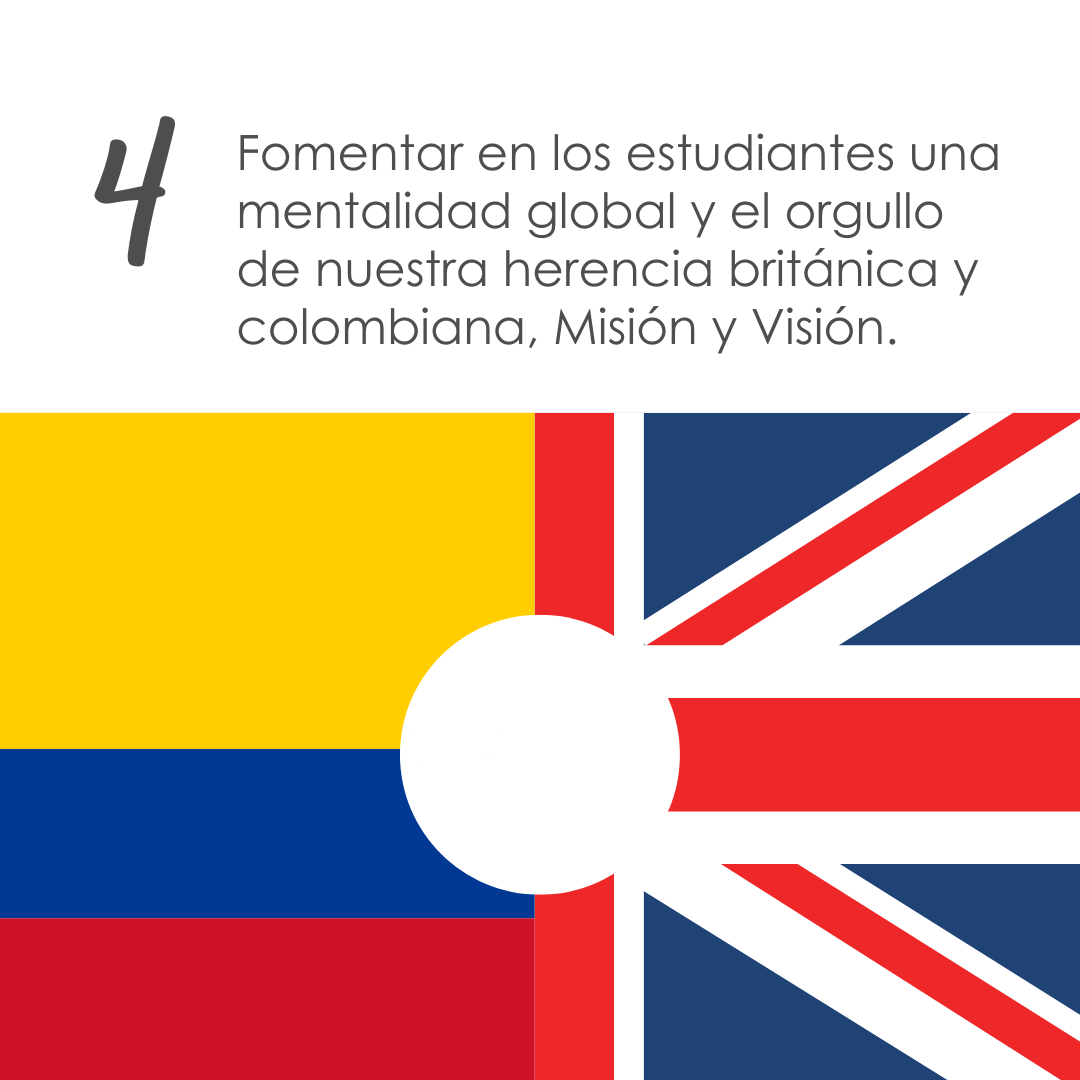 4
Fomentar en los estudiantes una
mentalidad global y el orgullo
de nuestra herencia británica y
colombiana, Misión y Visión.